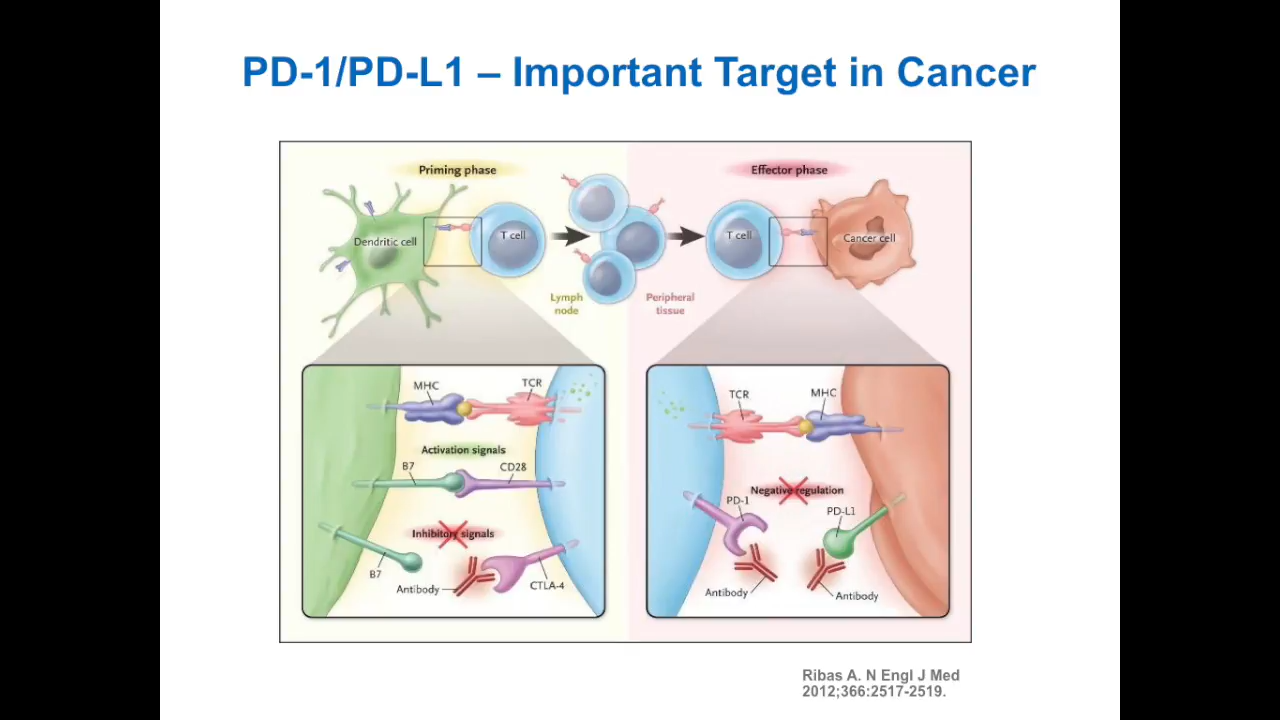 PD-1/PD-L1 – Important Target in Cancer
Priming phase
Effector phase
Dendritic cell
T cell
T cell
Cancer cell
Lymph
node
Peripheral
tissue
MHC
TCR
Activation signals
B7
CD28
Inhibitory signals
B7
Antibody
CTLA-4
TCR
MHC
Negative regulation
PD-1
PD-L1
Antibody
Antibody
Ribas A. N Engl J Med
2012;366:2517-2519.